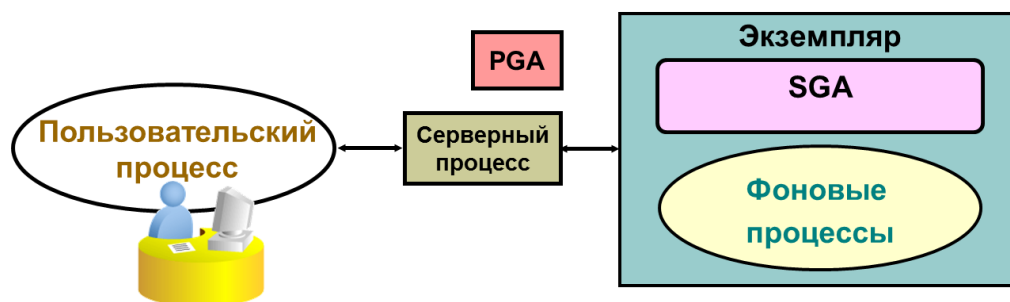 Экземпляр
PGA
SGA
Пользовательский
процесс
Серверный
процесс
Фоновые
процессы